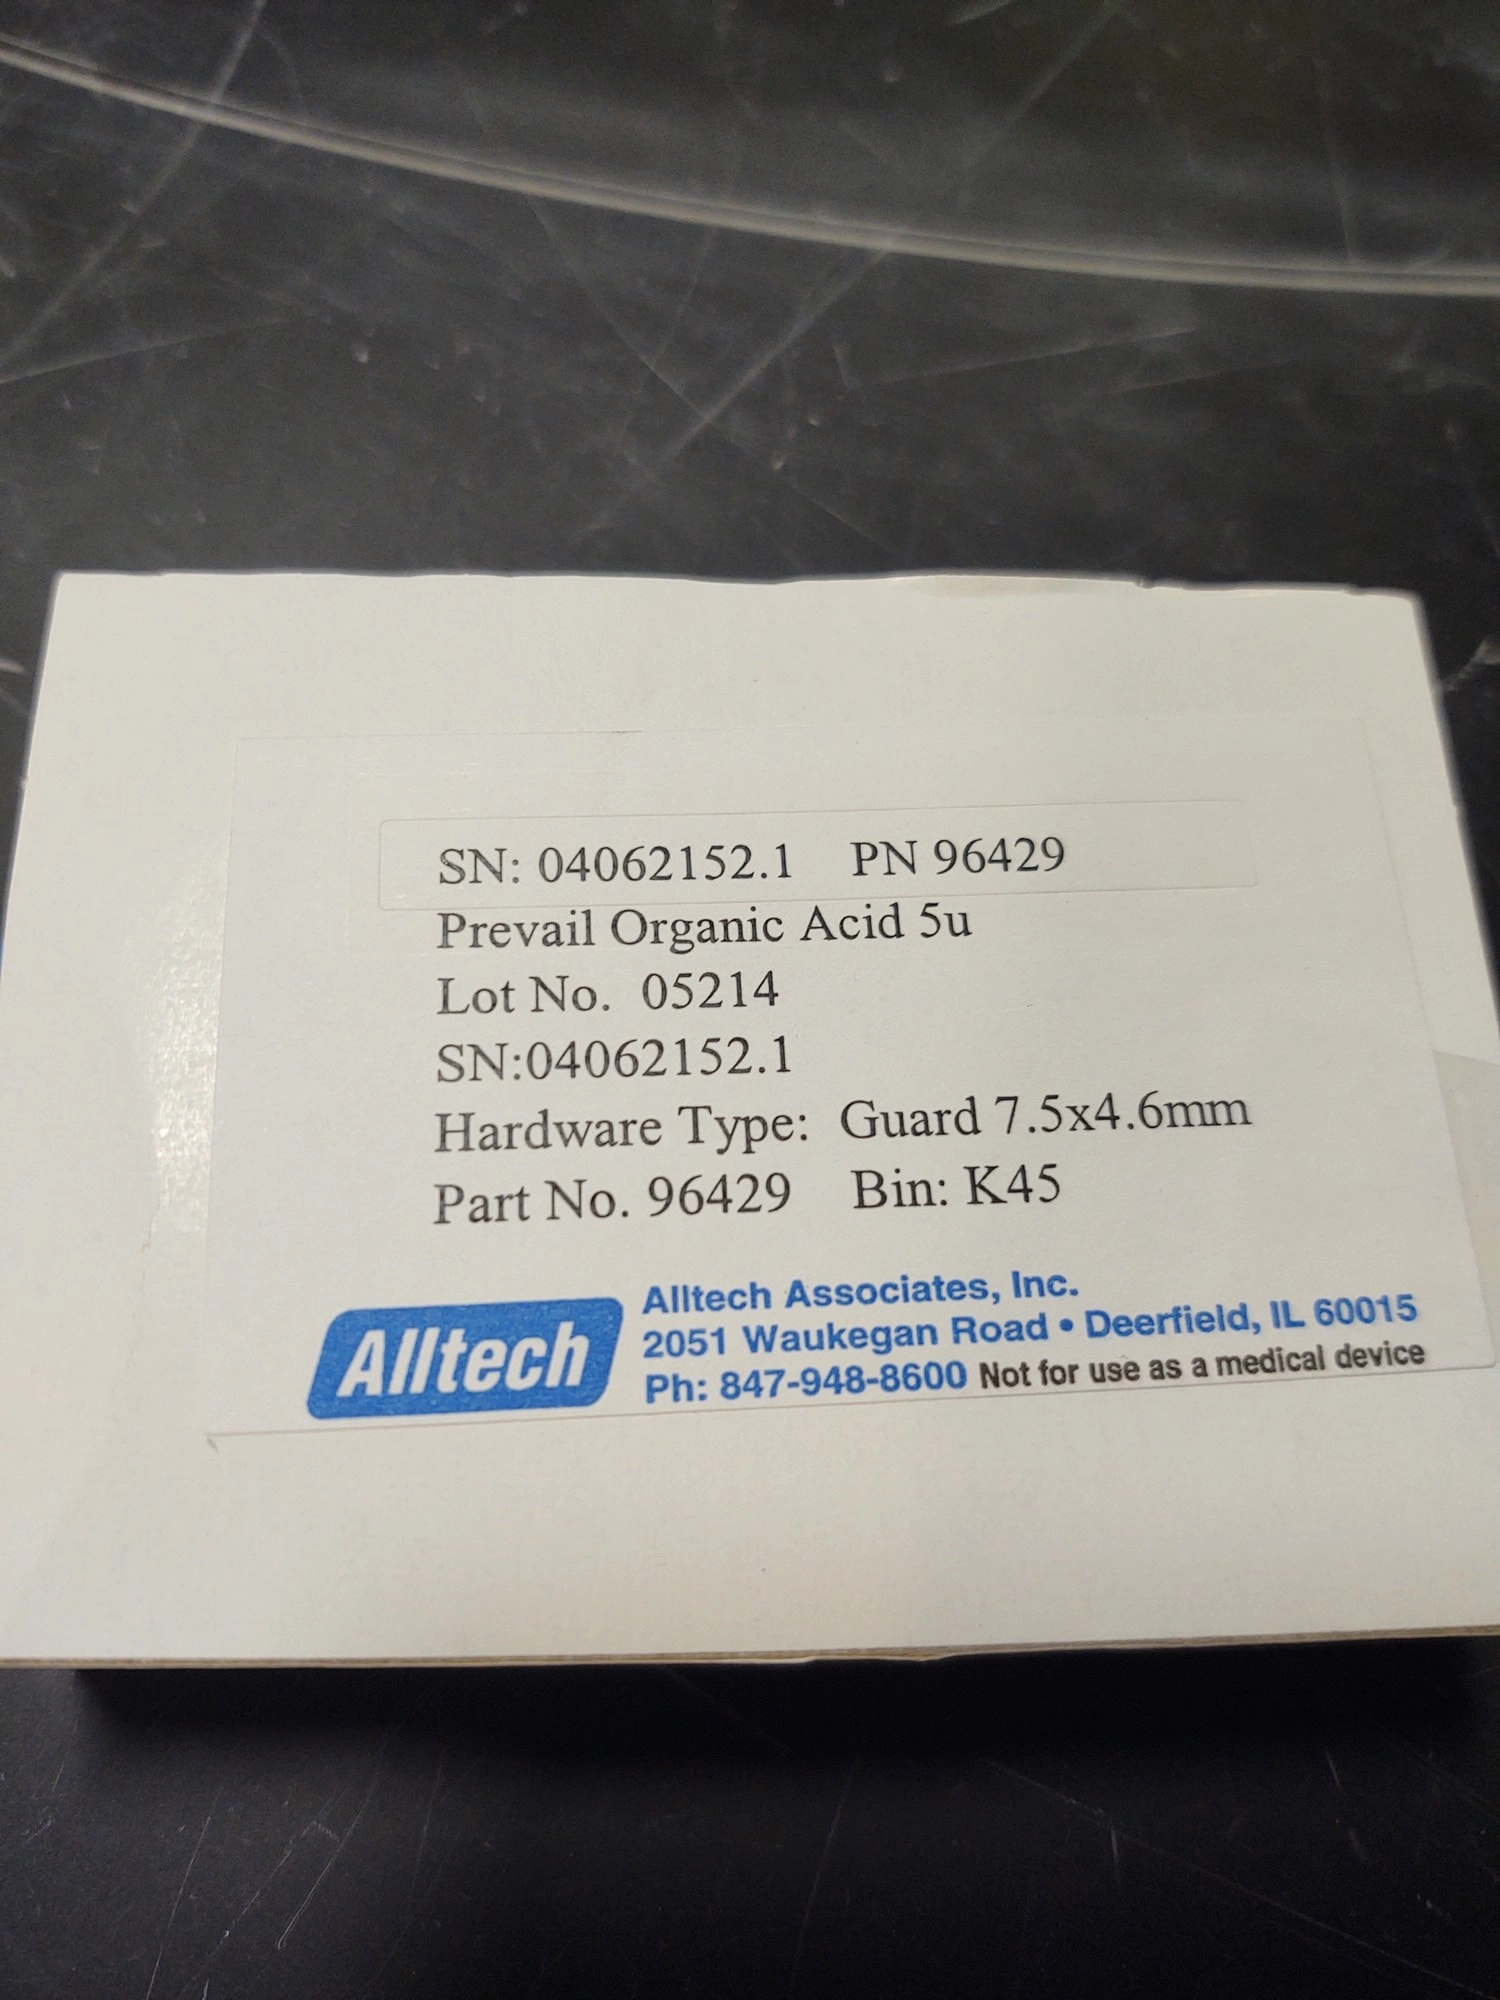 SN: 04062152.1 PN 96429
Prevail Organic Acid 5u
Lot No. 05214
SN:04062152.1
Hardware Type: Guard 7.5x4.6mm
Part No. 96429 Bin: K45
Alltech
Alltech Associates, Inc.
2051 Waukegan Road • Deerfield, IL 60015
Ph: 847-948-8600 Not for use as a medical device